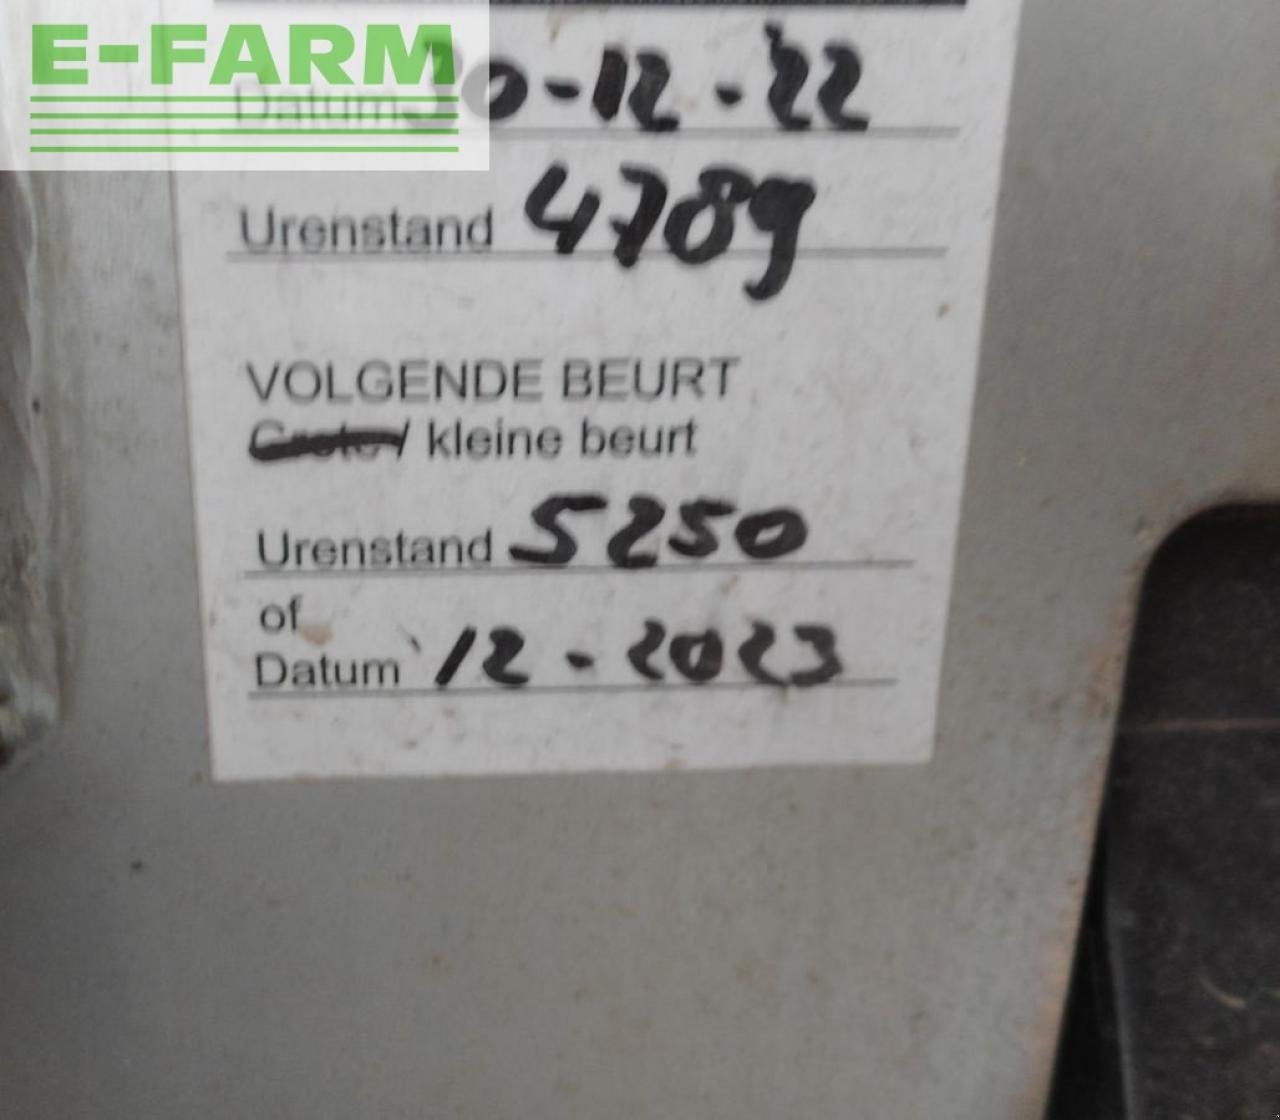 E-FARM
Datum 30-12-22
Urenstand 4789
VOLGENDE BEURT
Grote / kleine beurt
Urenstand 5250
of
Datum 12-2023